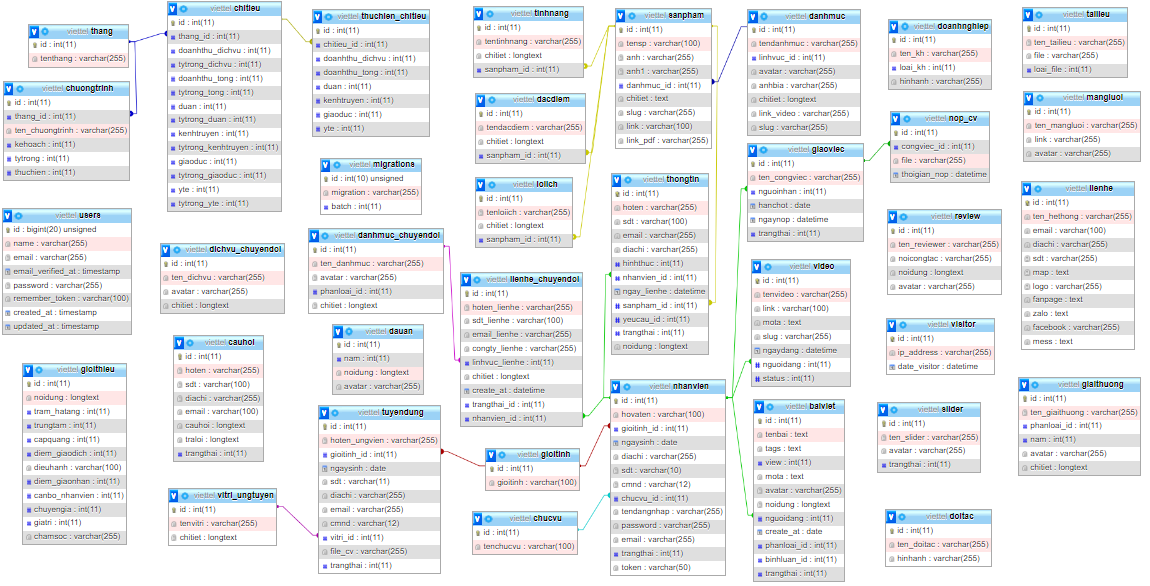 viettel thang
id : int(11)
tenthang : varchar(255)
viettel chuongtrinh
id : int(11)
thang_id : int(11)
ten_chuongtrinh : varchar(255)
kehoach : int(11)
tytrong : int(11)
thuchien : int(11)
viettel users
id : bigint(20) unsigned
name : varchar(255)
email : varchar(255)
email_verified_at : timestamp
password : varchar(255)
remember_token : varchar(100)
created_at : timestamp
updated_at : timestamp
viettel gioithieu
id : int(11)
noidung : longtext
tram_hatang : int(11)
trungtam : int(11)
capquang : int(11)
diem_giaodich : int(11)
dieuhanh : varchar(100)
diem_giaonhan : int(11)
canbo_nhanvien : int(11)
chuyengia : int(11)
giatri : int(11)
chamsoc : varchar(255)
viettel chitieu
id : int(11)
thang_id : int(11)
doanhthu_dichvu : int(11)
tytrong_dichvu : int(11)
doanhthu_tong : int(11)
tytrong_tong : int(11)
duan : int(11)
tytrong_duan : int(11)
kenhtruyen : int(11)
tytrong_kenhtruyen : int(11)
giaoduc : int(11)
tytrong_giaoduc : int(11)
yte : int(11)
tytrong_yte : int(11)
viettel dichvu_chuyendoi
id : int(11)
ten_dichvu : varchar(255)
avatar : varchar(255)
chitiet : longtext
viettel cauhoi
id : int(11)
hoten : varchar(255)
sdt : varchar(100)
diachi : varchar(255)
email : varchar(100)
cauhoi : longtext
traloi : longtext
trangthai : int(11)
viettel vitri_ungtuyen
id : int(11)
tenvitri : varchar(255)
chitiet : longtext
viettel thuchien_chitieu
id : int(11)
chitieu_id : int(11)
doanhthu_dichvu : int(11)
doanhthu_tong : int(11)
duan : int(11)
kenhtruyen : int(11)
giaoduc : int(11)
yte : int(11)
viettel migrations
id : int(10) unsigned
migration : varchar(255)
batch : int(11)
viettel danhmuc_chuyendoi
id : int(11)
ten_danhmuc : varchar(255)
avatar : varchar(255)
phanloai_id : int(11)
chitiet : longtext
viettel dauan
id : int(11)
nam : int(11)
noidung : longtext
avatar : varchar(255)
viettel tuyendung
id : int(11)
hoten_ungvien : varchar(255)
gioitinh_id : int(11)
ngaysinh : date
sdt : varchar(11)
diachi : varchar(255)
email : varchar(255)
cmnd : varchar(12)
vitri_id : int(11)
file_cv : varchar(255)
trangthai : int(11)
viettel tinhnang
id : int(11)
tentinhnang : varchar(255)
chitiet : longtext
sanpham_id : int(11)
viettel dacdiem
id : int(11)
tendacdiem : varchar(255)
chitiet : longtext
sanpham_id : int(11)
viettel loiich
id : int(11)
tenloiich : varchar(255)
chitiet : longtext
sanpham_id : int(11)
viettel lienhe_chuyendoi
id : int(11)
hoten_lienhe : varchar(255)
sdt_lienhe : varchar(100)
email_lienhe : varchar(255)
congty_lienhe : varchar(255)
linhvuc_lienhe : int(11)
chitiet : longtext
create_at : datetime
trangthai_id : int(11)
nhanvien_id : int(11)
viettel gioitinh
id : int(11)
gioitinh : varchar(100)
viettel chucvu
id : int(11)
tenchucvu : varchar(100)
viettel sanpham
id : int(11)
tensp : varchar(100)
anh : varchar(255)
anh1 : varchar(255)
danhmuc_id : int(11)
chitiet : text
slug : varchar(255)
link : varchar(100)
link_pdf : varchar(255)
viettel thongtin
id : int(11)
hoten : varchar(255)
sdt : varchar(100)
email : varchar(255)
diachi : varchar(255)
hinhthuc : int(11)
nhanvien_id : int(11)
ngay_lienhe : datetime
sanpham_id : int(11)
yeucau_id : int(11)
trangthai : int(11)
noidung : longtext
viettel nhanvien
id : int(11)
hovaten : varchar(100)
gioitinh_id : int(11)
ngaysinh : date
diachi : varchar(255)
sdt : varchar(10)
cmnd : varchar(12)
chucvu_id : int(11)
tendangnhap : varchar(255)
password : varchar(255)
email : varchar(255)
trangthai : int(11)
token : varchar(50)
viettel danhmuc
id : int(11)
tendanhmuc : varchar(255)
linhvuc_id : int(11)
avatar : varchar(255)
anhbia : varchar(255)
chitiet : longtext
link_video : varchar(255)
slug : varchar(255)
viettel giaoviec
id : int(11)
ten_congviec : varchar(255)
nguoinhan : int(11)
hanchot : date
ngaynop : datetime
trangthai : int(11)
viettel video
id : int(11)
tenvideo : varchar(255)
link : varchar(100)
mota : text
slug : varchar(255)
ngaydang : datetime
nguoidang : int(11)
status : int(11)
viettel baiviet
id : int(11)
tenbai : text
tags : text
view : int(11)
mota : text
avatar : varchar(255)
noidung : longtext
nguoidang : int(11)
create_at : date
phanloai_id : int(11)
binhluan_id : int(11)
trangthai : int(11)
viettel doanhnghiep
id : int(11)
ten_kh : varchar(255)
loai_kh : int(11)
hinhanh : varchar(255)
viettel nop_cv
id : int(11)
congviec_id : int(11)
file : varchar(255)
thoigian_nop : datetime
viettel review
id : int(11)
ten_reviewer : varchar(255)
noicongtac : varchar(255)
noidung : longtext
avatar : varchar(255)
viettel visitor
id : int(11)
ip_address : varchar(255)
date_visitor : datetime
viettel slider
id : int(11)
ten_slider : varchar(255)
avatar : varchar(255)
trangthai : int(11)
viettel doitac
id : int(11)
ten_doitac : varchar(255)
hinhanh : varchar(255)
viettel tailieu
id : int(11)
ten_tailieu : varchar(255)
file : varchar(255)
loai_file : int(11)
viettel mangluoi
id : int(11)
ten_mangluoi : varchar(255)
link : varchar(255)
avatar : varchar(255)
viettel lienhe
id : int(11)
ten_hethong : varchar(255)
email : varchar(100)
diachi : varchar(255)
sdt : varchar(255)
map : text
logo : varchar(255)
fanpage : text
zalo : text
facebook : varchar(255)
mess : text
viettel giaithuong
id : int(11)
ten_giaithuong : varchar(255)
phanloai_id : int(11)
nam : int(11)
avatar : varchar(255)
chitiet : longtext